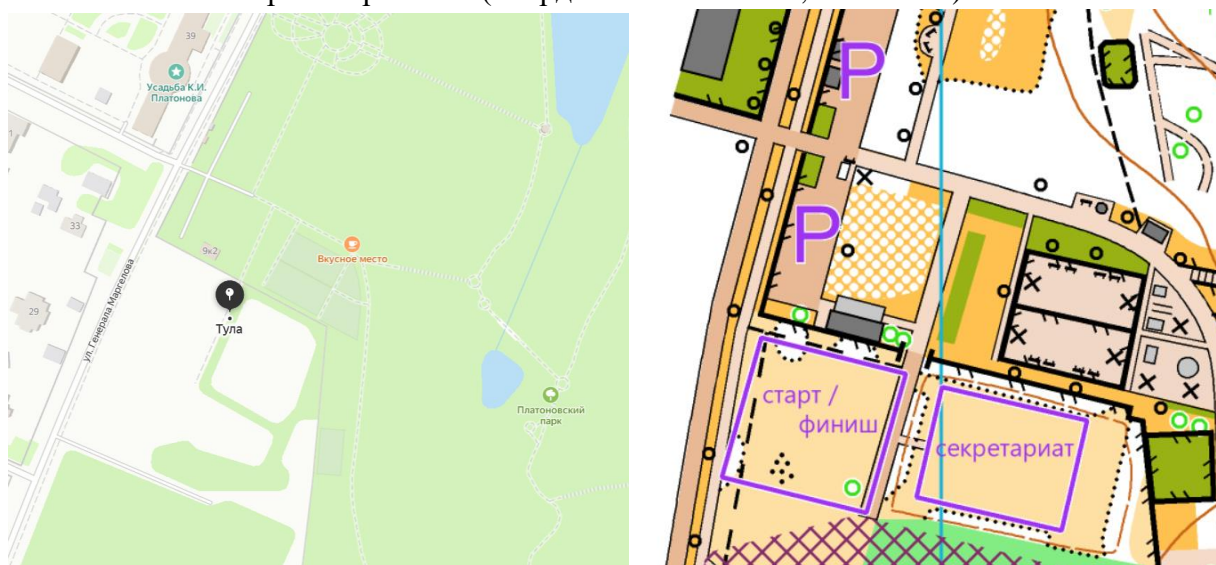 39
Усадьба К.И.
Платонова
33
9к2
Вкусное место
29
ул. Генерала Маргелова
Тула
Платоновский
парк
P
P
старт /
финиш
секретариат